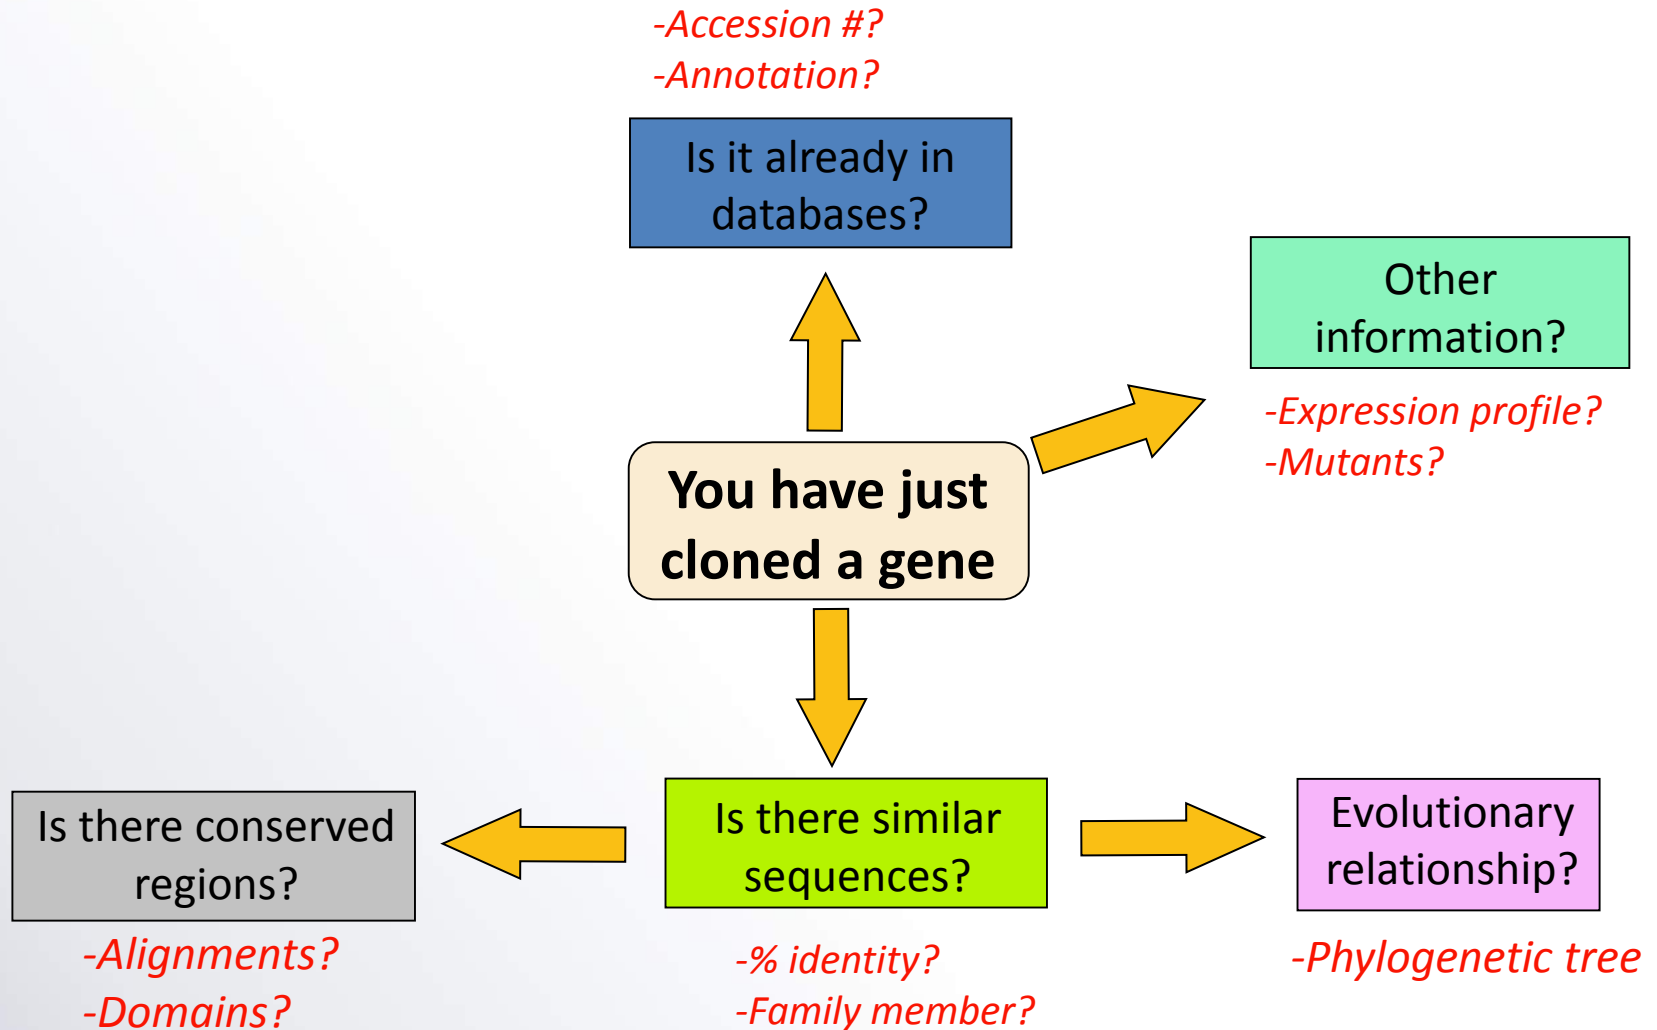 -Accession #?
-Annotation?
Is it already in
databases?
Other
information?
-Expression profile?
-Mutants?
You have just
cloned a gene
Is there conserved
regions?
-Alignments?
-Domains?
Is there similar
sequences?
-% identity?
-Family member?
Evolutionary
relationship?
-Phylogenetic tree